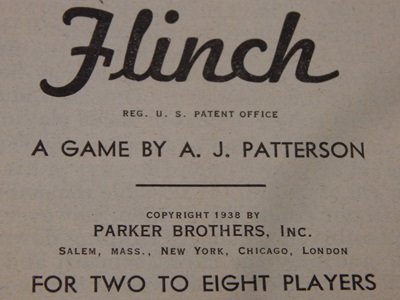 Flinch
REG. U. S. PATENT OFFICE
A GAME BY A. J. PATTERSON
COPYRIGHT 1938 BY
PARKER BROTHERS, INC.
SALEM, MASS., NEW YORK, CHICAGO, LONDON
FOR TWO TO EIGHT PLAYERS